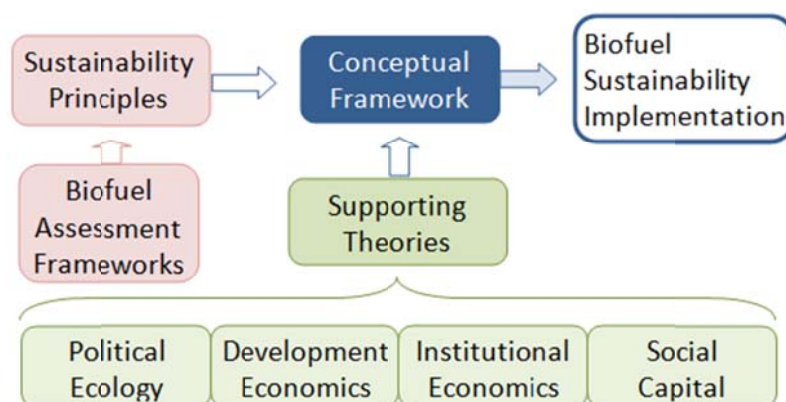 Sustainability
Principles
Conceptual
Framework
Biofuel
Sustainability
Implementation
Biofuel
Assessment
Frameworks
Supporting
Theories
Political
Ecology
Development
Economics
Institutional
Economics
Social
Capital